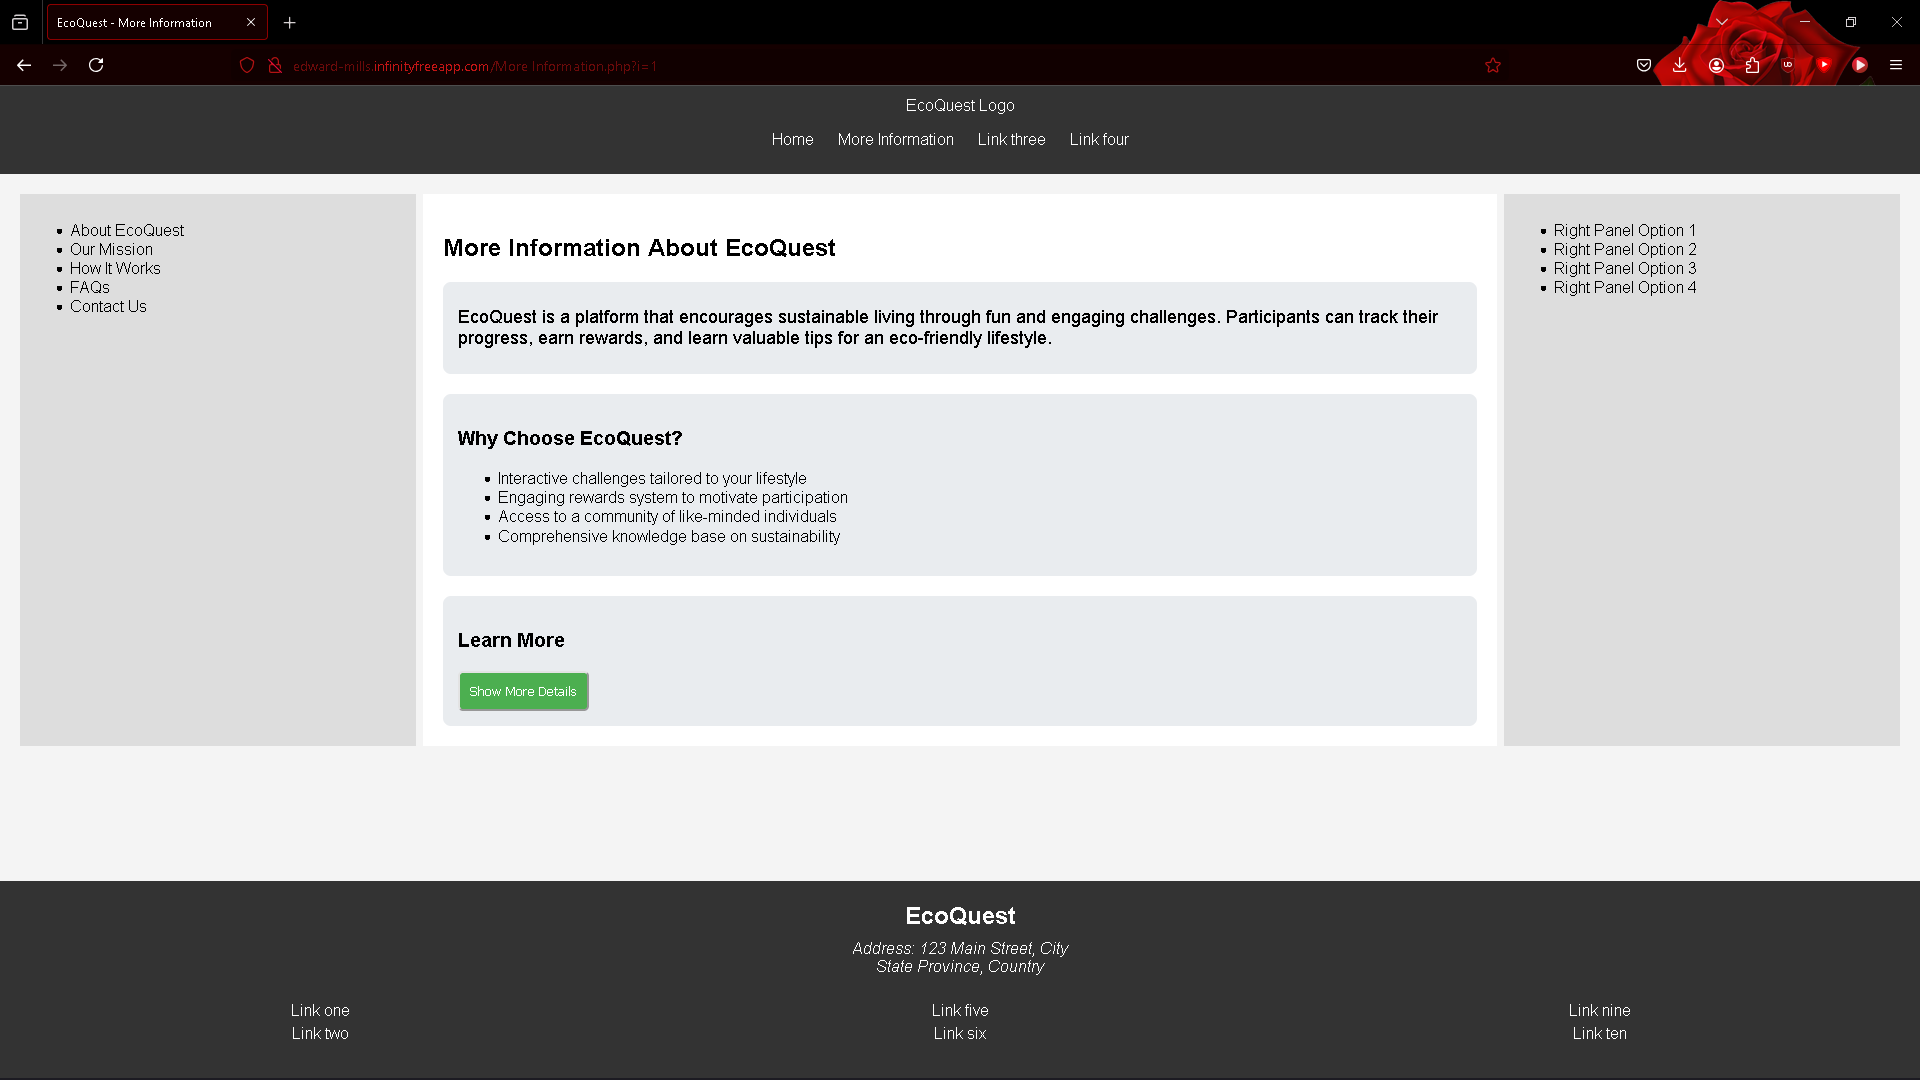 EcoQuest - More Information
edward-mills.infinityfreeapp.com/More Information.php?i=1
EcoQuest Logo
Home More Information Link three Link four
About EcoQuest
Our Mission
How It Works
FAQs
Contact Us
More Information About EcoQuest
EcoQuest is a platform that encourages sustainable living through fun and engaging challenges. Participants can track their
progress, earn rewards, and learn valuable tips for an eco-friendly lifestyle.
Why Choose EcoQuest?
Interactive challenges tailored to your lifestyle
Engaging rewards system to motivate participation
Access to a community of like-minded individuals
Comprehensive knowledge base on sustainability
Learn More
Show More Details
Right Panel Option 1
Right Panel Option 2
Right Panel Option 3
Right Panel Option 4
EcoQuest
Address: 123 Main Street, City
State Province, Country
Link one Link five Link nine
Link two Link six Link ten